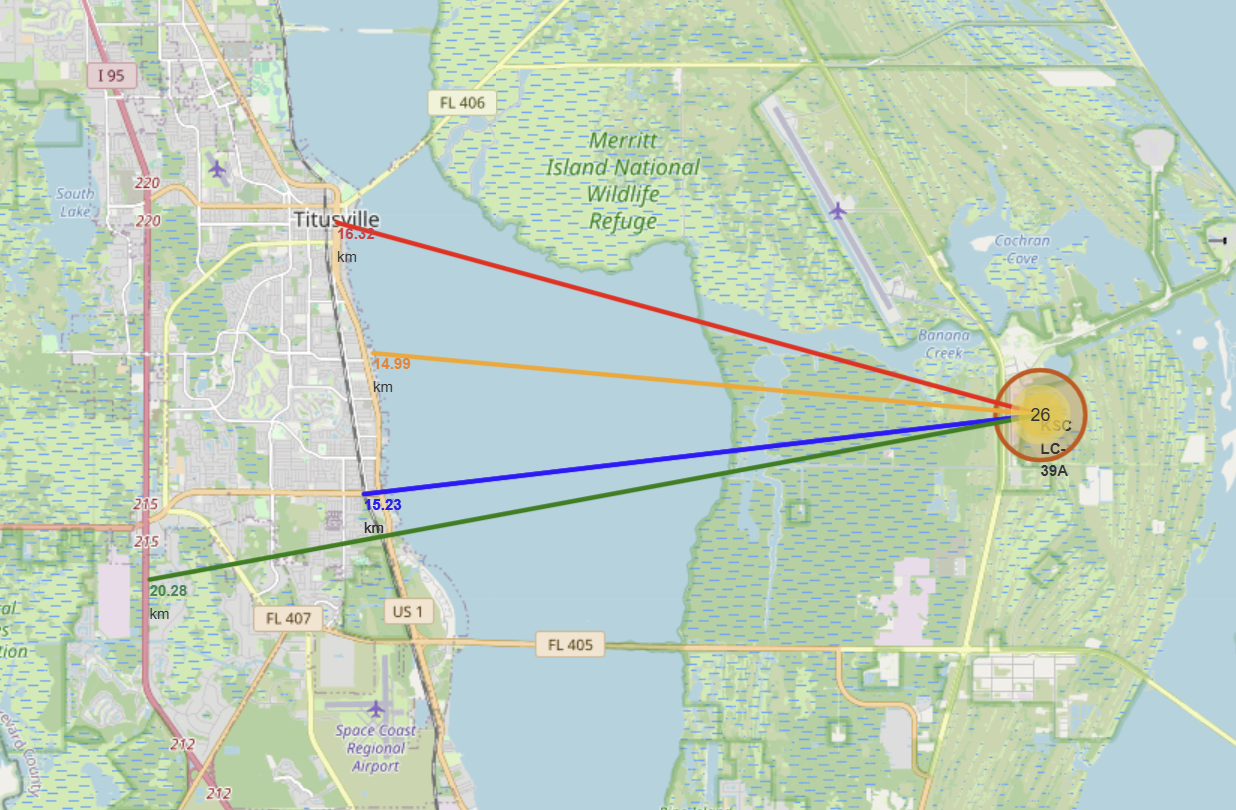 I 95
FL 406
Merritt
Island National
Wildlife
Refuge
220
South
Lake
220
Titusville
16.32
km
Cochran
Cove
Banana
Creek
14.99
km
26
KSC
LC-
39A
215
15.23
km
215
20.28
km
FL 407
US 1
FL 405
Space Coast
Regional
Airport
212
212